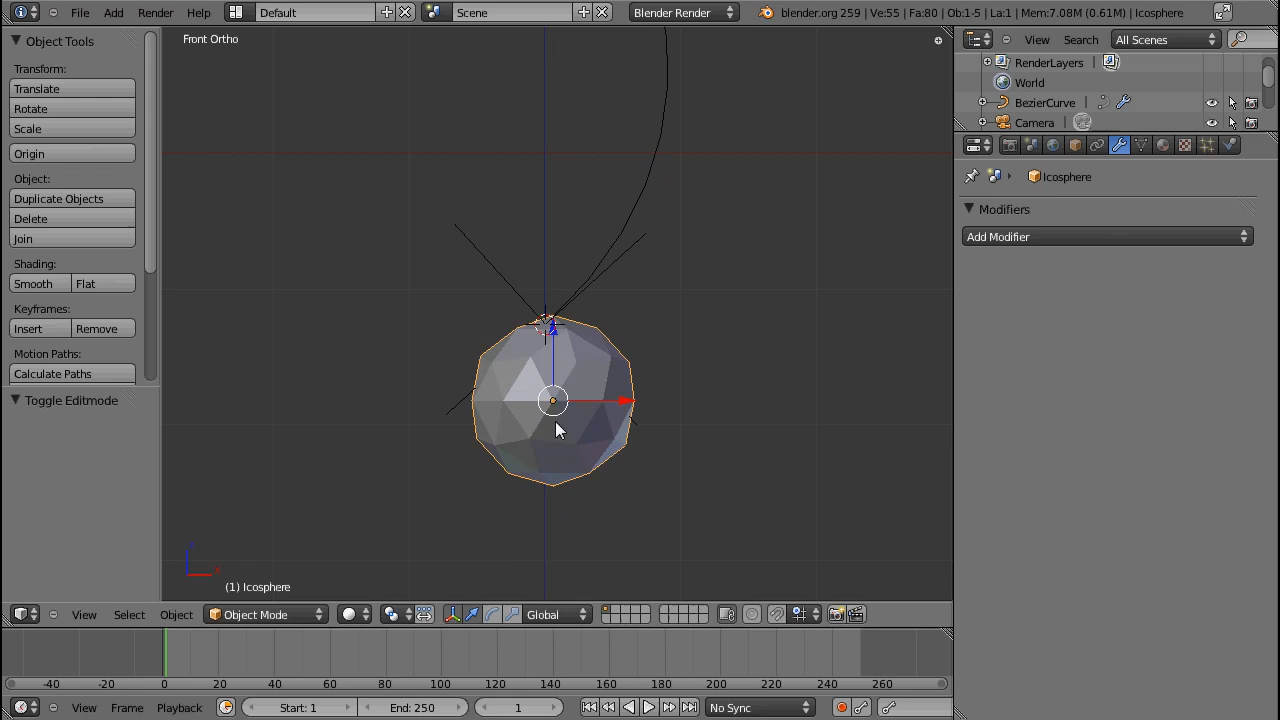 File Add Render Help Default Scene Blender Render blender.org 259 | Ve:55 | Fa:80 | Ob:1-5 | La:1 | Mem:7.08M (0.61M) | Icosphere
Object Tools
Transform:
Translate
Rotate
Scale
Origin
Object:
Duplicate Objects
Delete
Join
Shading:
Smooth Flat
Keyframes:
Insert Remove
Motion Paths:
Calculate Paths
Toggle Editmode
Front Ortho
(1) Icosphere
View Search All Scenes
RenderLayers |
World
BezierCurve |
Camera |
Icosphere
Modifiers
Add Modifier
View Select Object Object Mode Global
-40 -20 0 20 40 60 80 100 120 140 160 180 200 220 240 260
View Frame Playback Start: 1 End: 250 1 No Sync